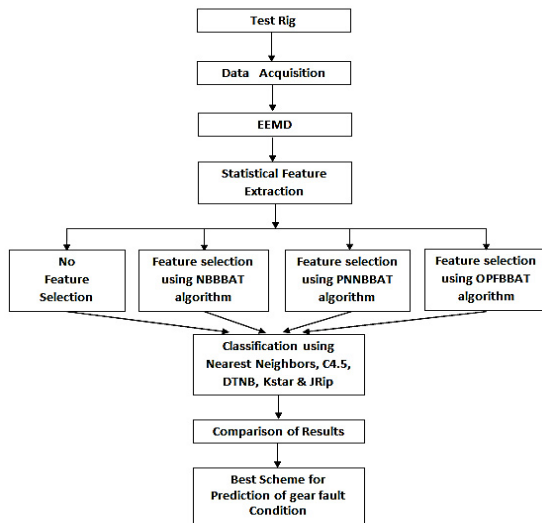 Test Rig
Data Acquisition
EEMD
Statistical Feature
Extraction
No
Feature
Selection
Feature selection
using NBBBAT
algorithm
Feature selection
using PNNBBAT
algorithm
Feature selection
using OPFBBAT
algorithm
Classification using
Nearest Neighbors, C4.5,
DTNB, Kstar & JRip
Comparison of Results
Best Scheme for
Prediction of gear fault
Condition